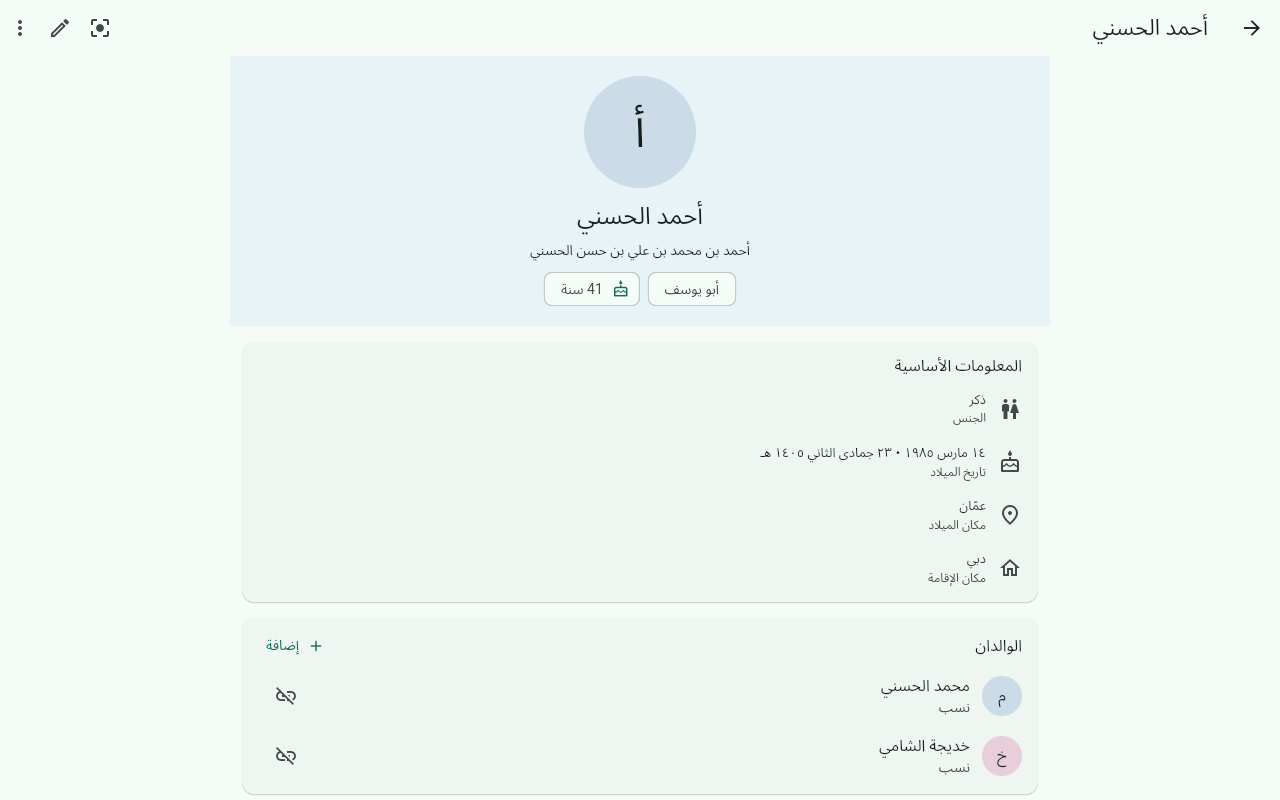 أحمد الحسني
أ
أحمد الحسني
أحمد بن محمد بن علي بن حسن الحسني
أبو يوسف
41 سنة
المعلومات الأساسية
ذكر
الجنس
١٤ مارس ١٩٨٥ • ٢٣ جمادى الثاني ١٤٠٥ هـ
تاريخ الميلاد
عمّان
مكان الميلاد
دبي
مكان الإقامة
الوالدان
إضافة
م
محمد الحسني
نسب
خ
خديجة الشامي
نسب